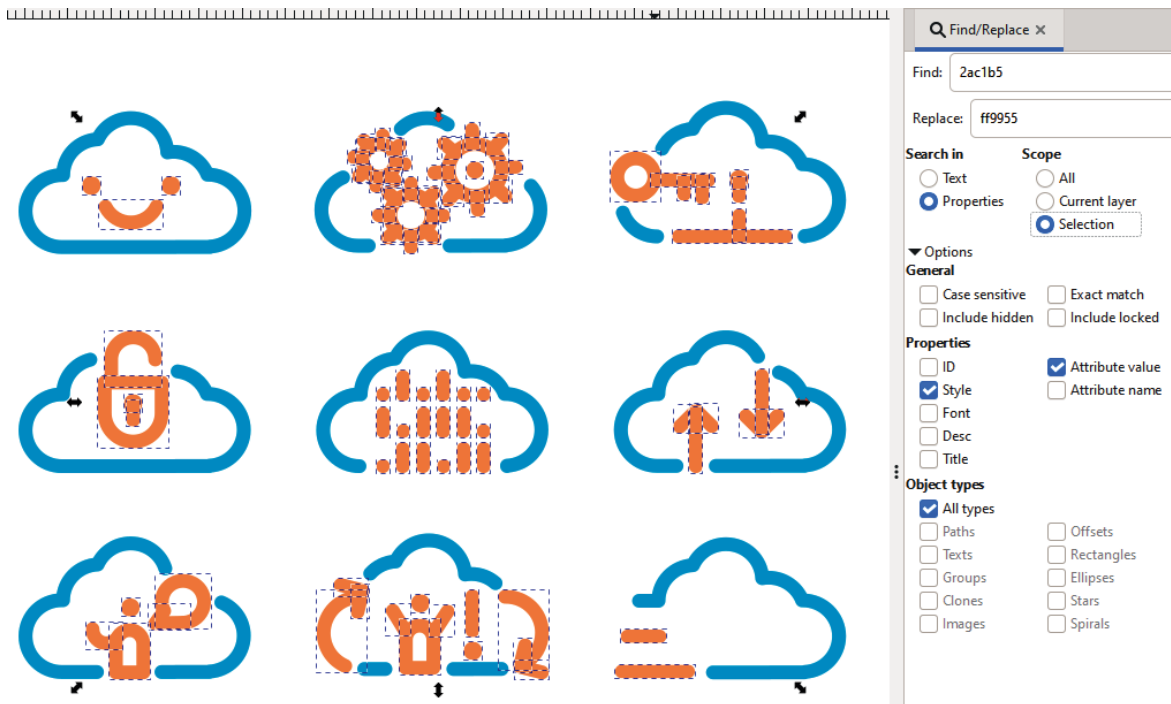 Find/Replace
Find: 2ac1b5
Replace: ff9955
Search in Scope
Text All
Properties Current layer
Selection
Options
General
Case sensitive Exact match
Include hidden Include locked
Properties
ID Attribute value
Style Attribute name
Font
Desc
Title
Object types
All types
Paths Offsets
Texts Rectangles
Groups Ellipses
Clones Stars
Images Spirals